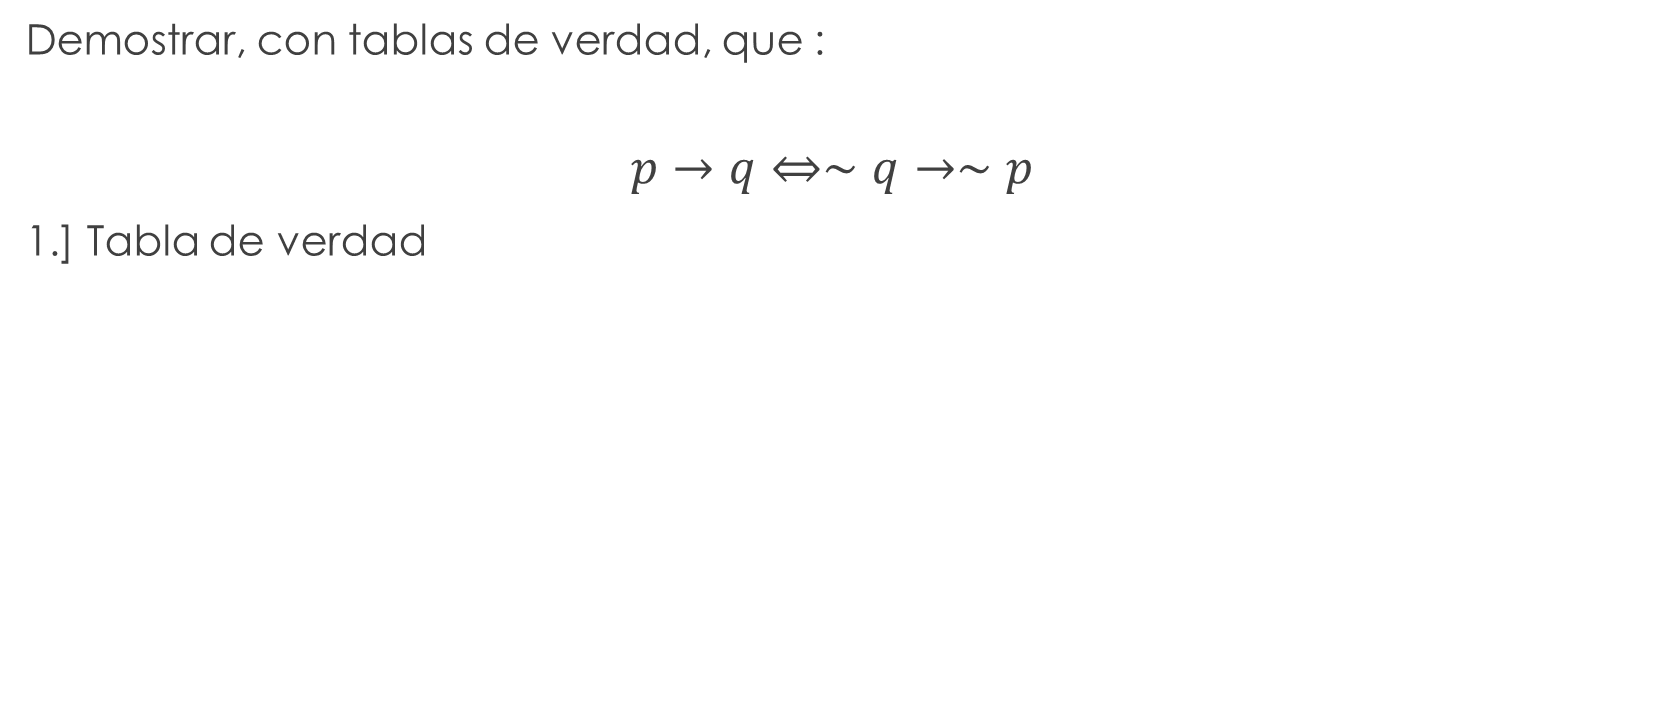 Demostrar, con tablas de verdad, que :
p → q ⇔~ q →~ p
1.] Tabla de verdad